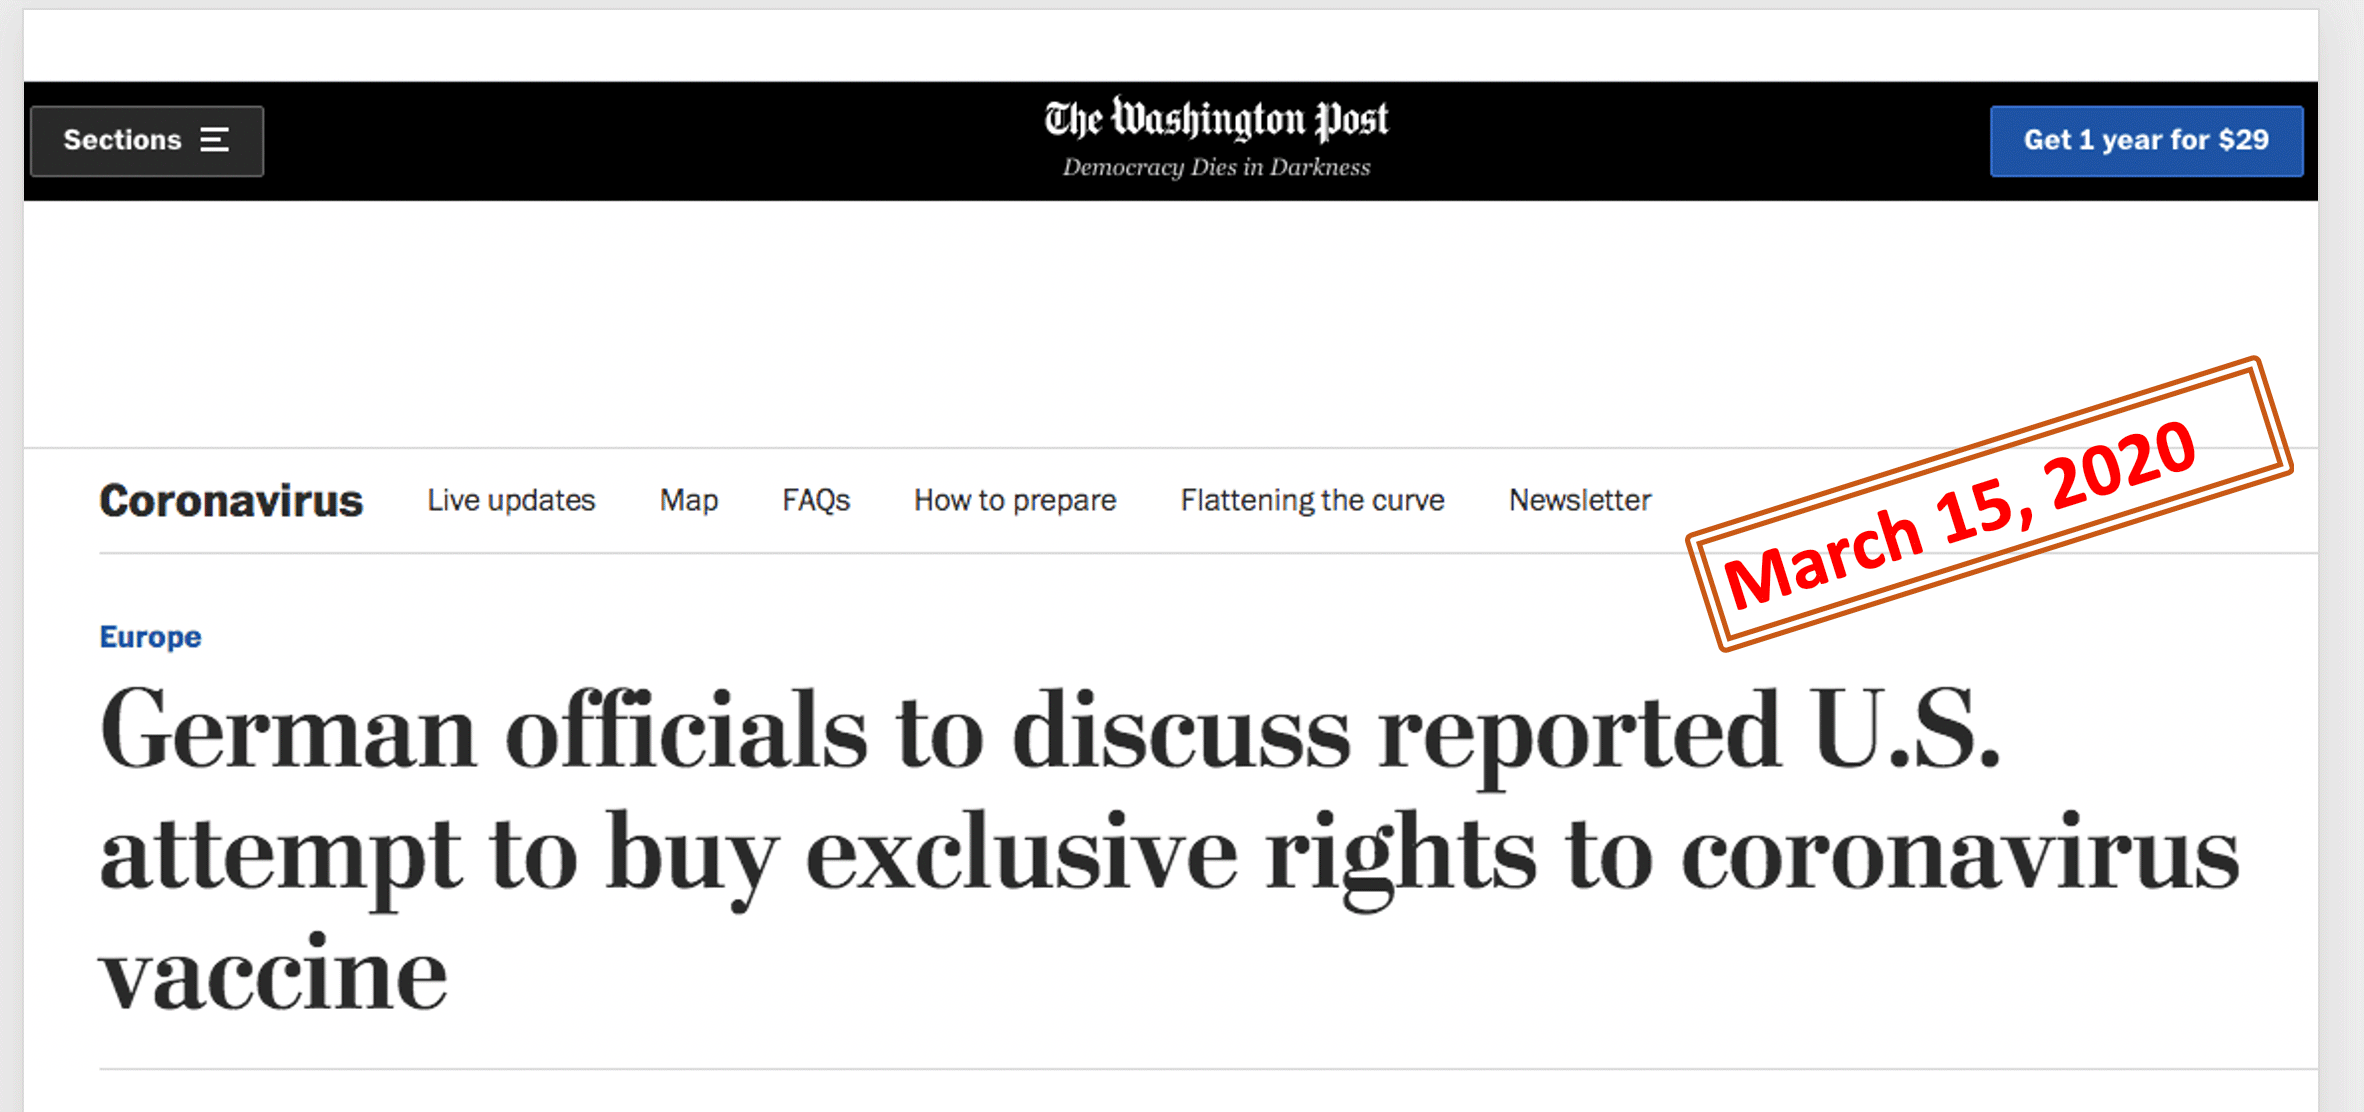 Sections
The Washington Post
Democracy Dies in Darkness
Get 1 year for $29
March 15, 2020
Coronavirus Live updates Map FAQs How to prepare Flattening the curve Newsletter
Europe
German officials to discuss reported U.S.
attempt to buy exclusive rights to coronavirus
vaccine